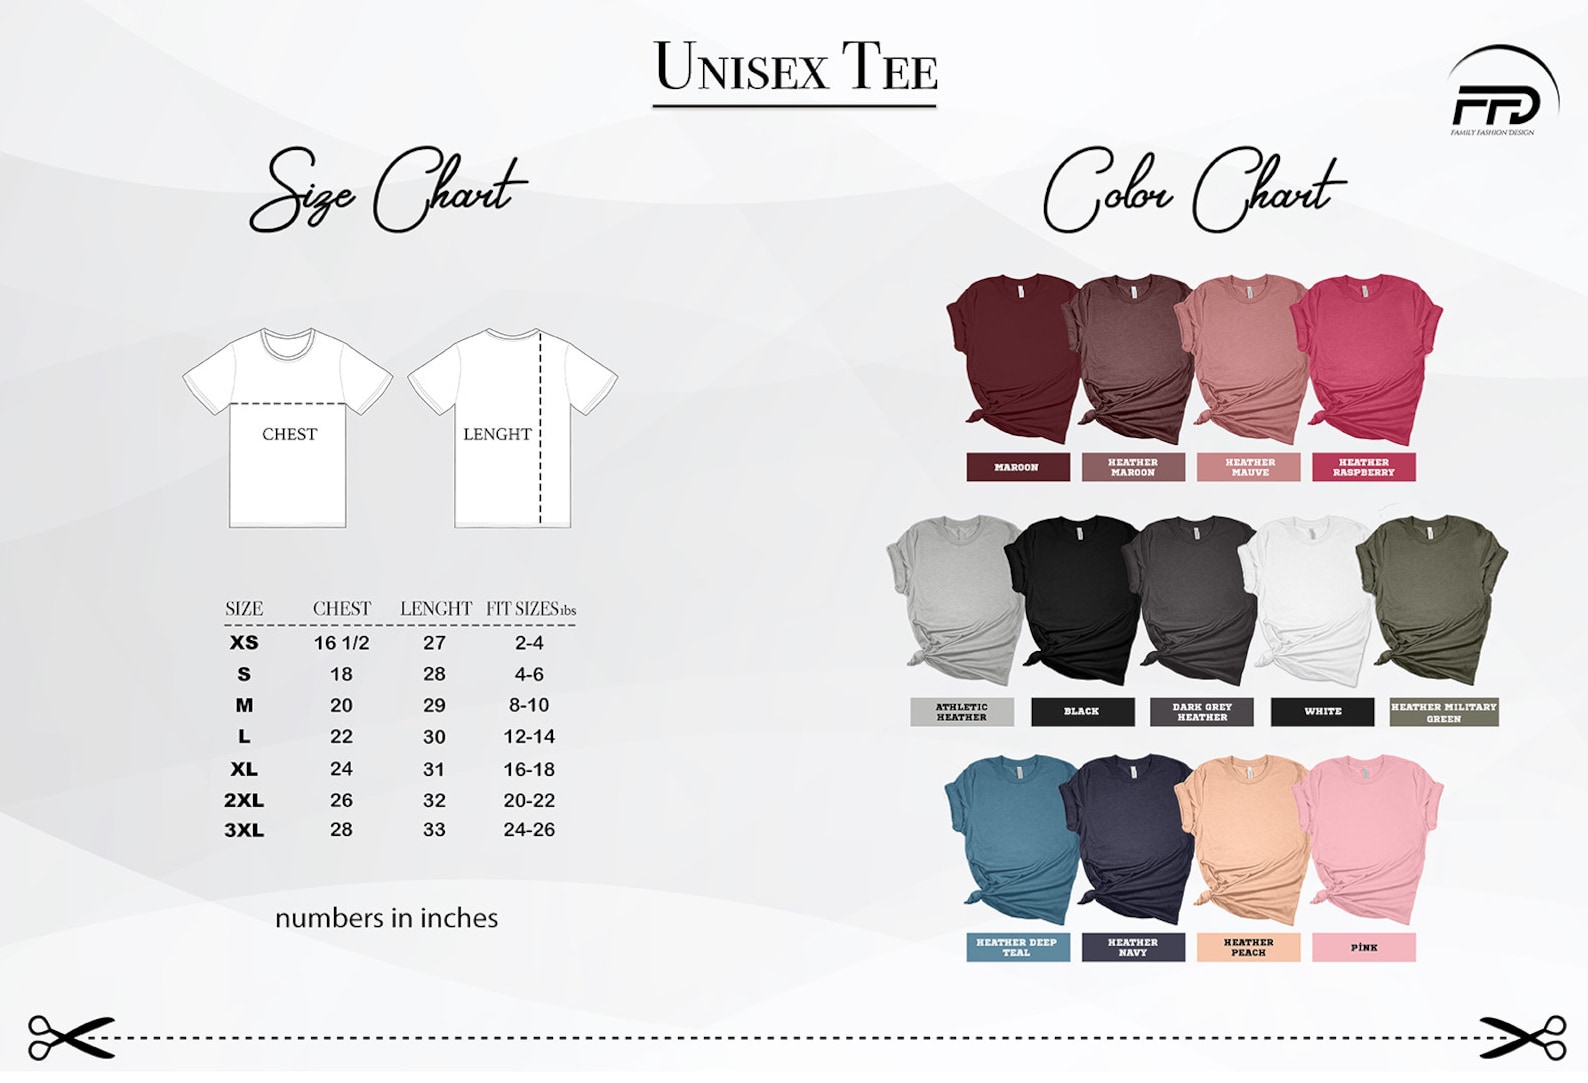 UNISEX TEE
FFD
FAMILY FASHION DESIGN
Size Chart
Color Chart
CHEST
LENGHT
SIZE CHEST LENGHT FIT SIZES lbs
XS 16 1/2 27 2-4
S 18 28 4-6
M 20 29 8-10
L 22 30 12-14
XL 24 31 16-18
2XL 26 32 20-22
3XL 28 33 24-26
numbers in inches
MAROON
HEATHER
MAROON
HEATHER
MAUVE
HEATHER
RASPBERRY
ATHLETIC
HEATHER
BLACK
DARK GREY
HEATHER
WHITE
HEATHER MILITARY
GREEN
HEATHER DEEP
TEAL
HEATHER
NAVY
HEATHER
PEACH
PİNK